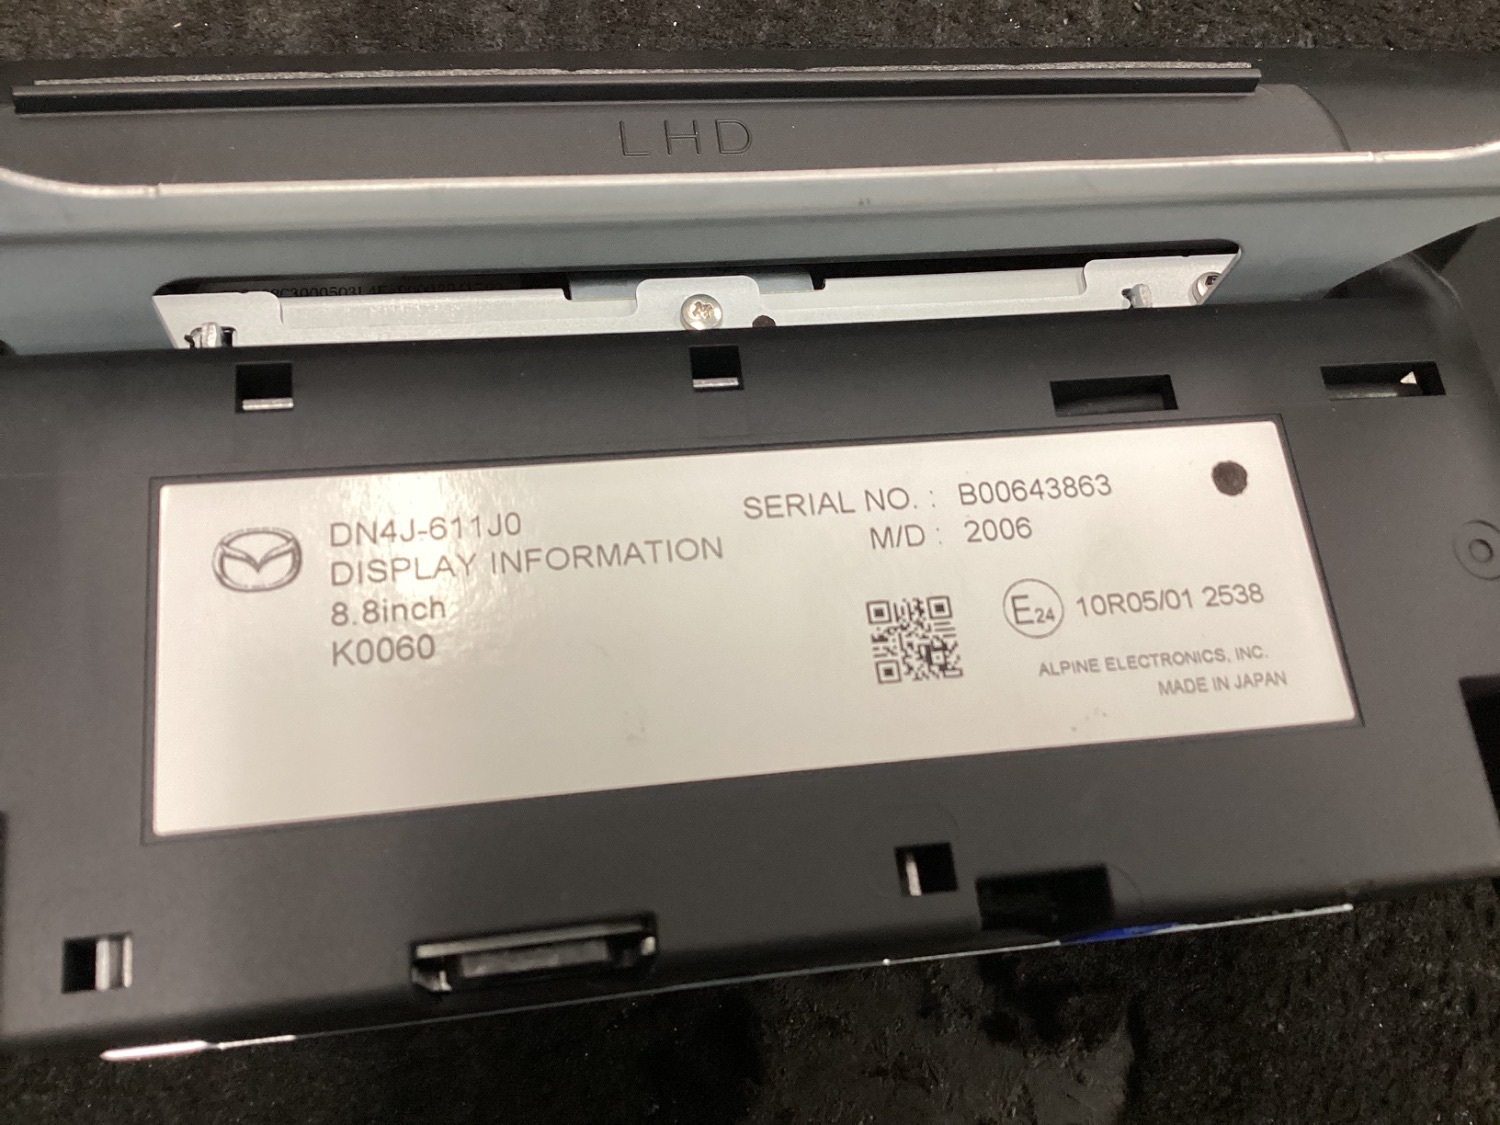 LHD
DN4J-611J0
DISPLAY INFORMATION
8.8inch
K0060
SERIAL NO. : B00643863
M/D : 2006
E24 10R05/01 2538
ALPINE ELECTRONICS, INC.
MADE IN JAPAN